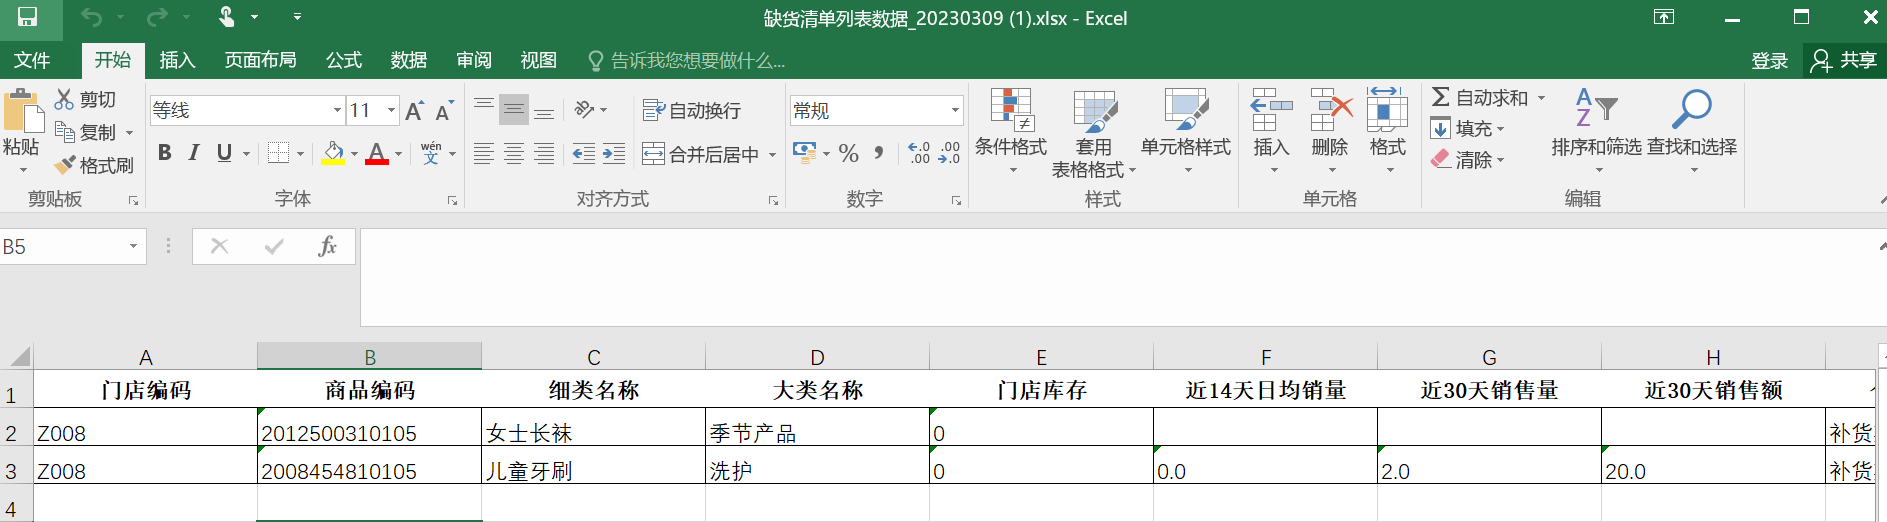 缺货清单列表数据_20230309 (1).xlsx - Excel
文件 开始 插入 页面布局 公式 数据 审阅 视图 告诉我您想要做什么... 登录 共享
粘贴 剪切 复制 格式刷
等线 11 A A
B I U A wén 文
自动换行
合并后居中
常规
% , .0 .00 .00 .0
条件格式 套用 表格格式 单元格样式
插入 删除 格式
Σ 自动求和 填充 清除
AZ 排序和筛选 查找和选择
剪贴板 字体 对齐方式 数字 样式 单元格 编辑
B5 fx
A B C D E F G H
1 门店编码 商品编码 细类名称 大类名称 门店库存 近14天日均销量 近30天销售量 近30天销售额
2 Z008 2012500310105 女士长袜 季节产品 0 补货
3 Z008 2008454810105 儿童牙刷 洗护 0 0.0 2.0 20.0 补货
4